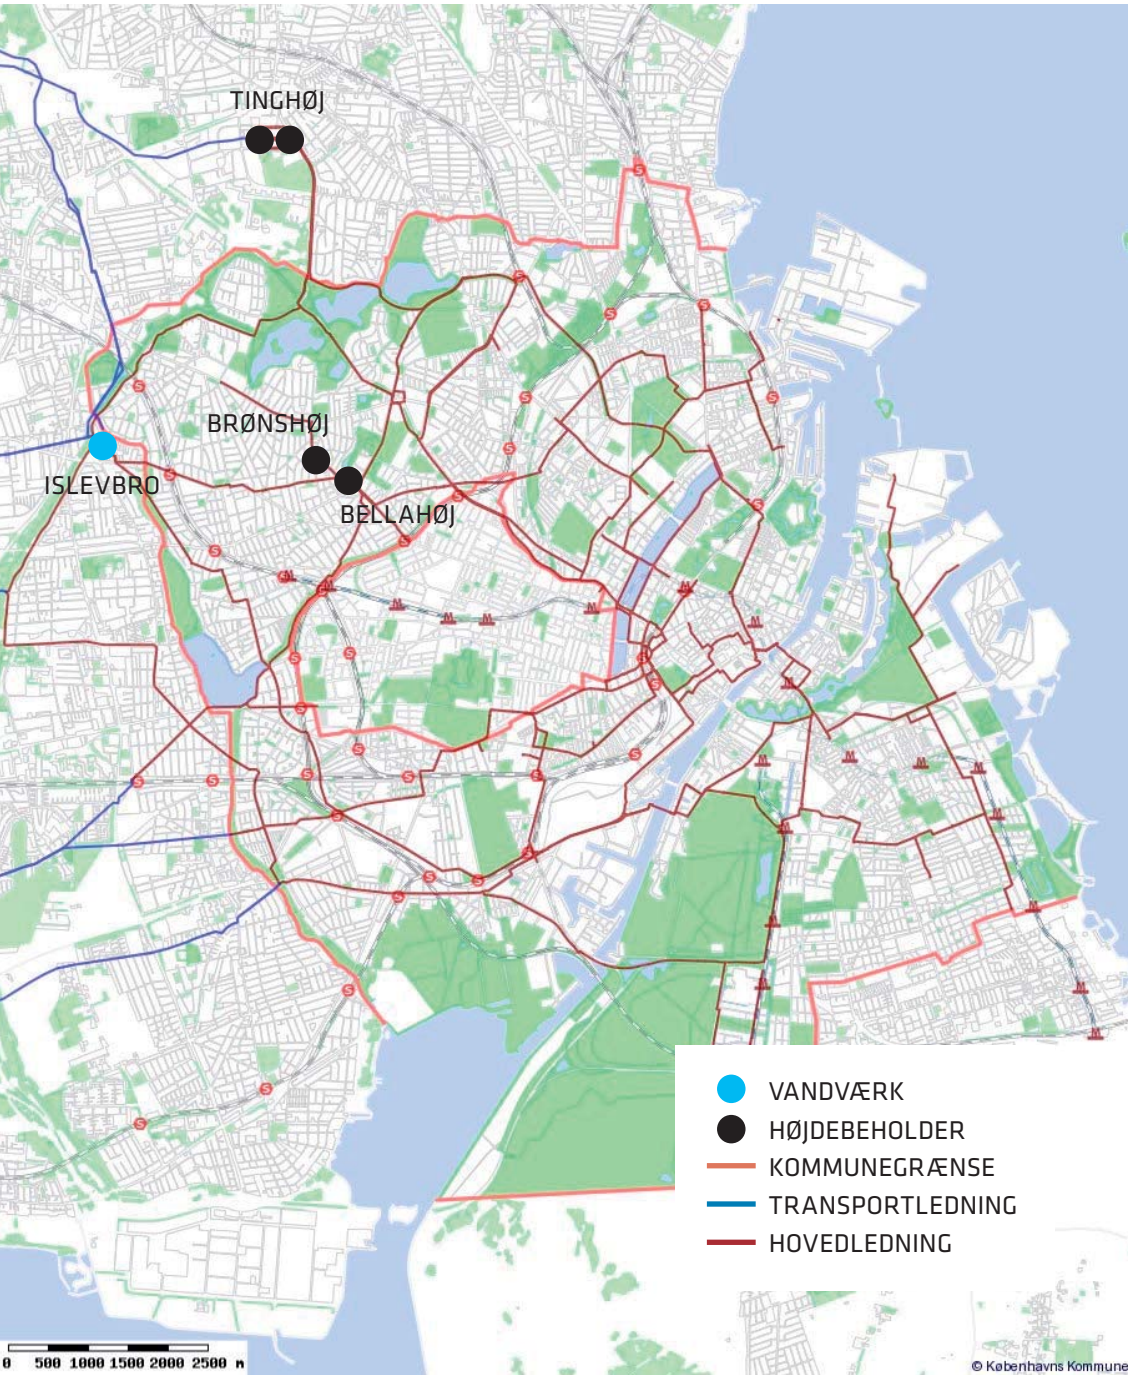 TINGHØJ
BRØNSHØJ
ISLEVBRO
BELLAHØJ
VANDVÆRK
HØJDEBEHOLDER
KOMMUNEGRÆNSE
TRANSPORTLEDNING
HOVEDLEDNING
0 500 1000 1500 2000 2500 m
© Københavns Kommune